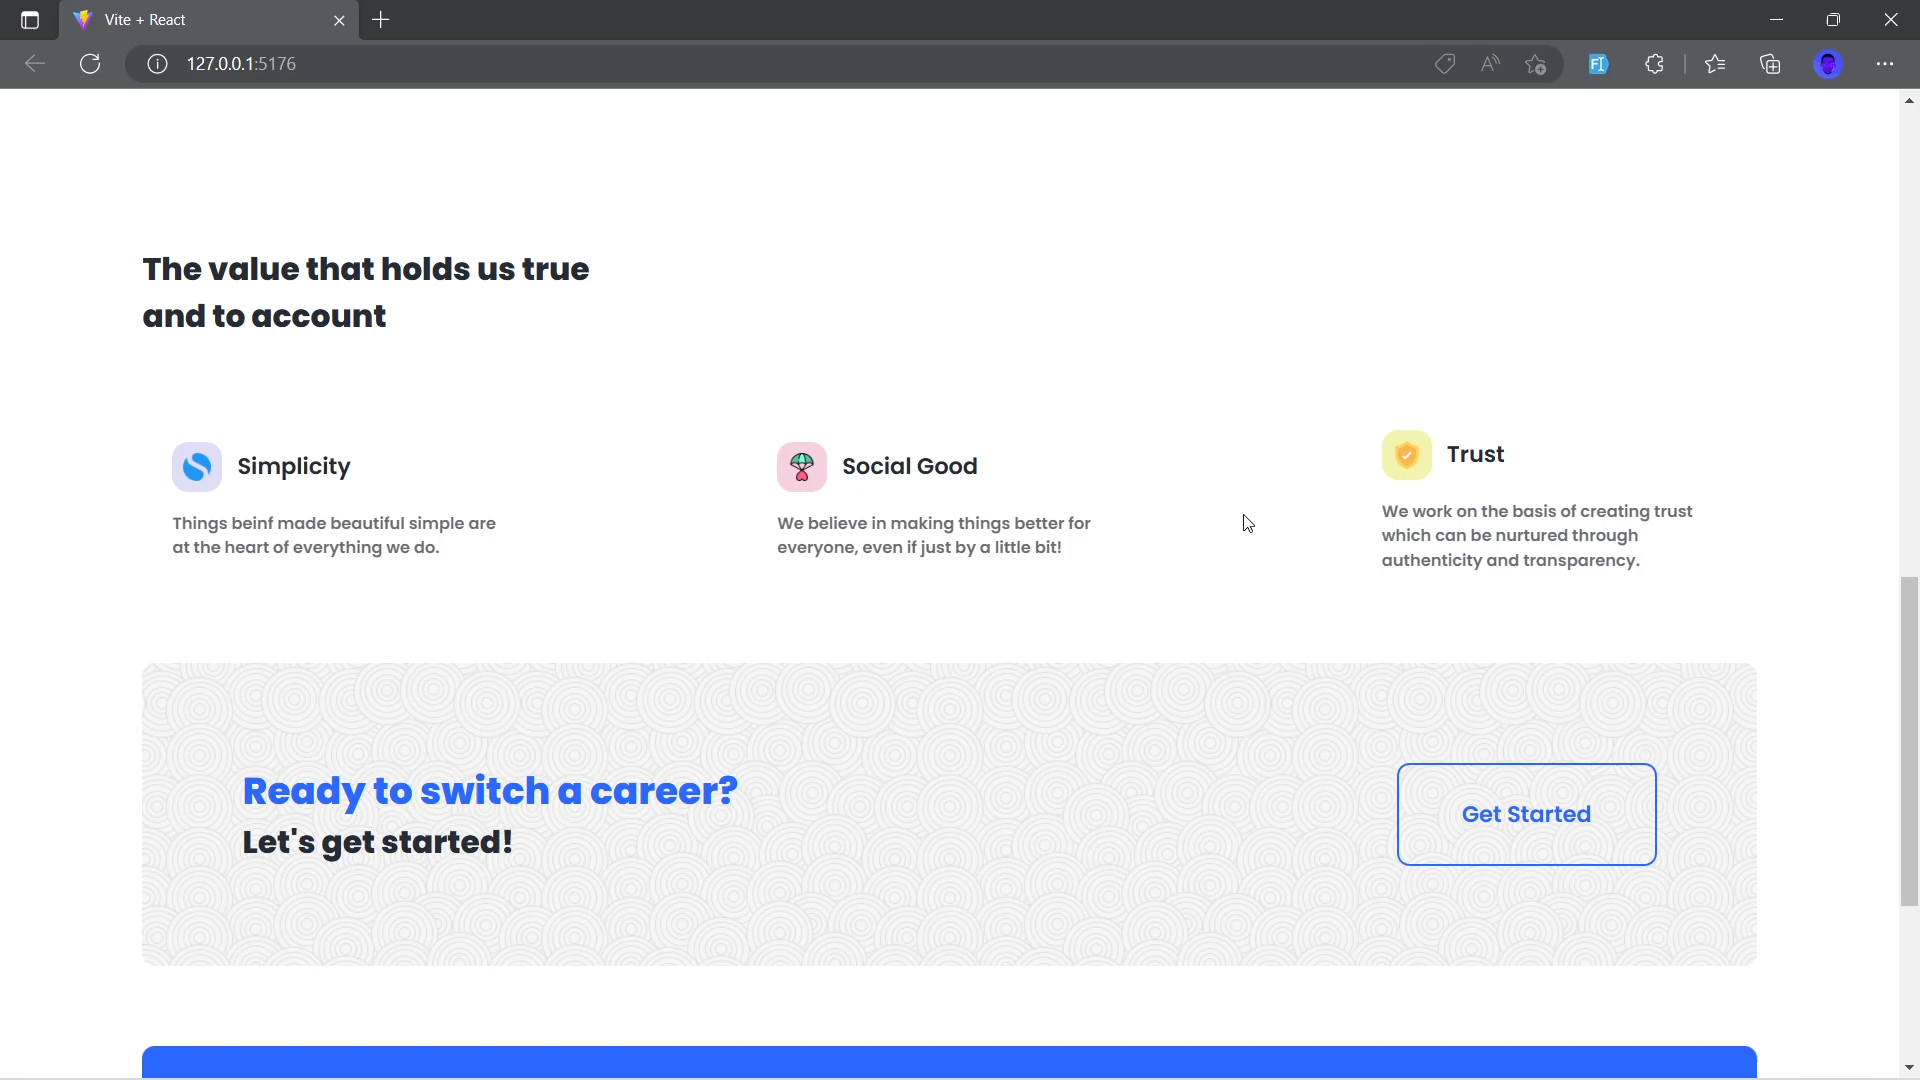 Vite + React
127.0.0.1:5176
The value that holds us true
and to account
Simplicity
Things beinf made beautiful simple are
at the heart of everything we do.
Social Good
We believe in making things better for
everyone, even if just by a little bit!
Trust
We work on the basis of creating trust
which can be nurtured through
authenticity and transparency.
Ready to switch a career?
Let's get started!
Get Started